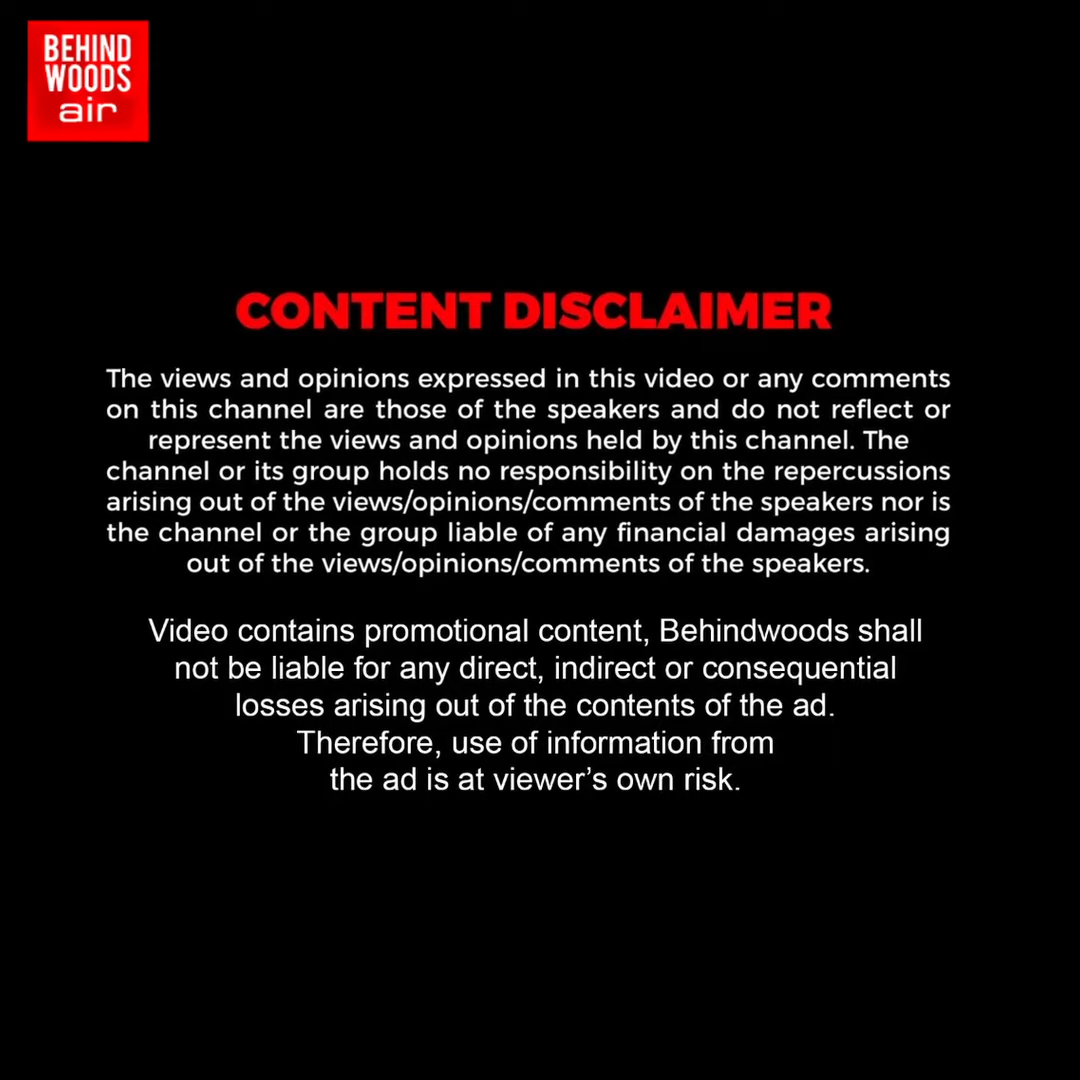 BEHIND
WOODS
air
CONTENT DISCLAIMER
The views and opinions expressed in this video or any comments
on this channel are those of the speakers and do not reflect or
represent the views and opinions held by this channel. The
channel or its group holds no responsibility on the repercussions
arising out of the views/opinions/comments of the speakers nor is
the channel or the group liable of any financial damages arising
out of the views/opinions/comments of the speakers.
Video contains promotional content, Behindwoods shall
not be liable for any direct, indirect or consequential
losses arising out of the contents of the ad.
Therefore, use of information from
the ad is at viewer’s own risk.